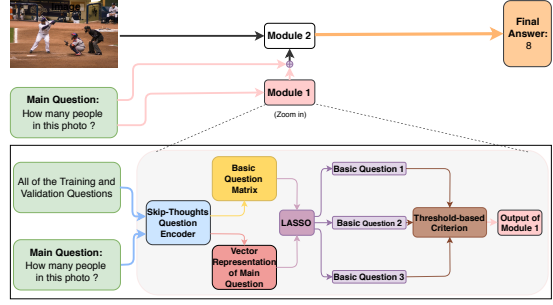 Module 2
Final
Answer:
8
Main Question:
How many people
in this photo ?
Module 1
(Zoom in)
All of the Training and
Validation Questions
Main Question:
How many people
in this photo ?
Skip-Thoughts
Question
Encoder
Basic
Question
Matrix
Vector
Representation
of Main
Question
LASSO
Basic Question 1
Basic Question 2
Basic Question 3
Threshold-based
Criterion
Output of
Module 1